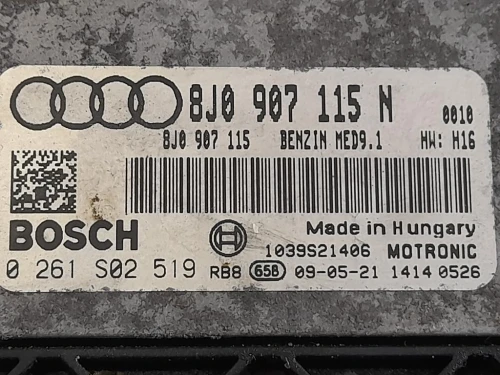 8J0 907 115 N 0010
8J0 907 115 BENZIN MED9.1 HW: H16
BOSCH
Made in Hungary
1039S21406 MOTRONIC
0 261 S02 519 RB8 65B 09-05-21 1414 0526